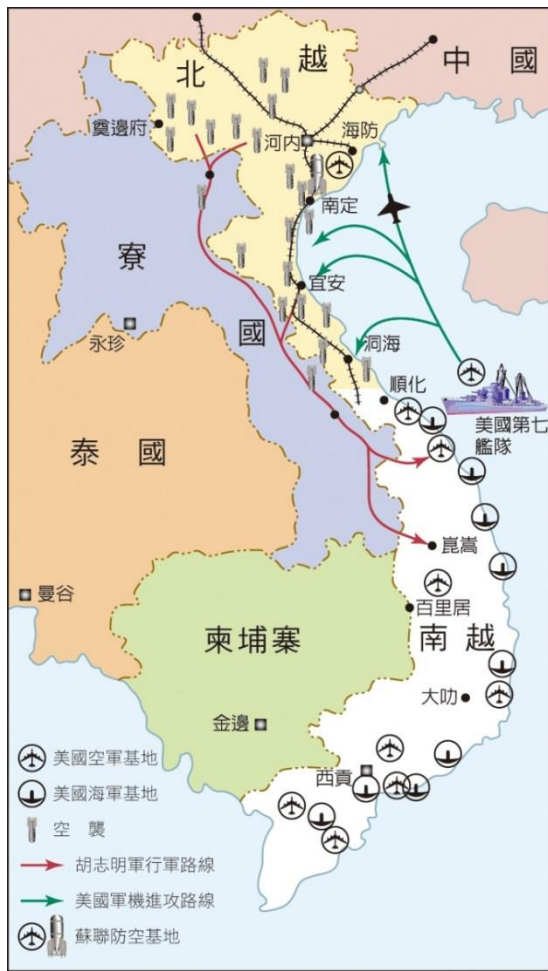 北越
中國
奠邊府
河內
海防
南定
寮國
宜安
永珍
洞海
順化
美國第七
艦隊
泰國
崑嵩
曼谷
百里居
柬埔寨
南越
大叻
金邊
西貢
美國空軍基地
美國海軍基地
空襲
胡志明軍行軍路線
美國軍機進攻路線
蘇聯防空基地